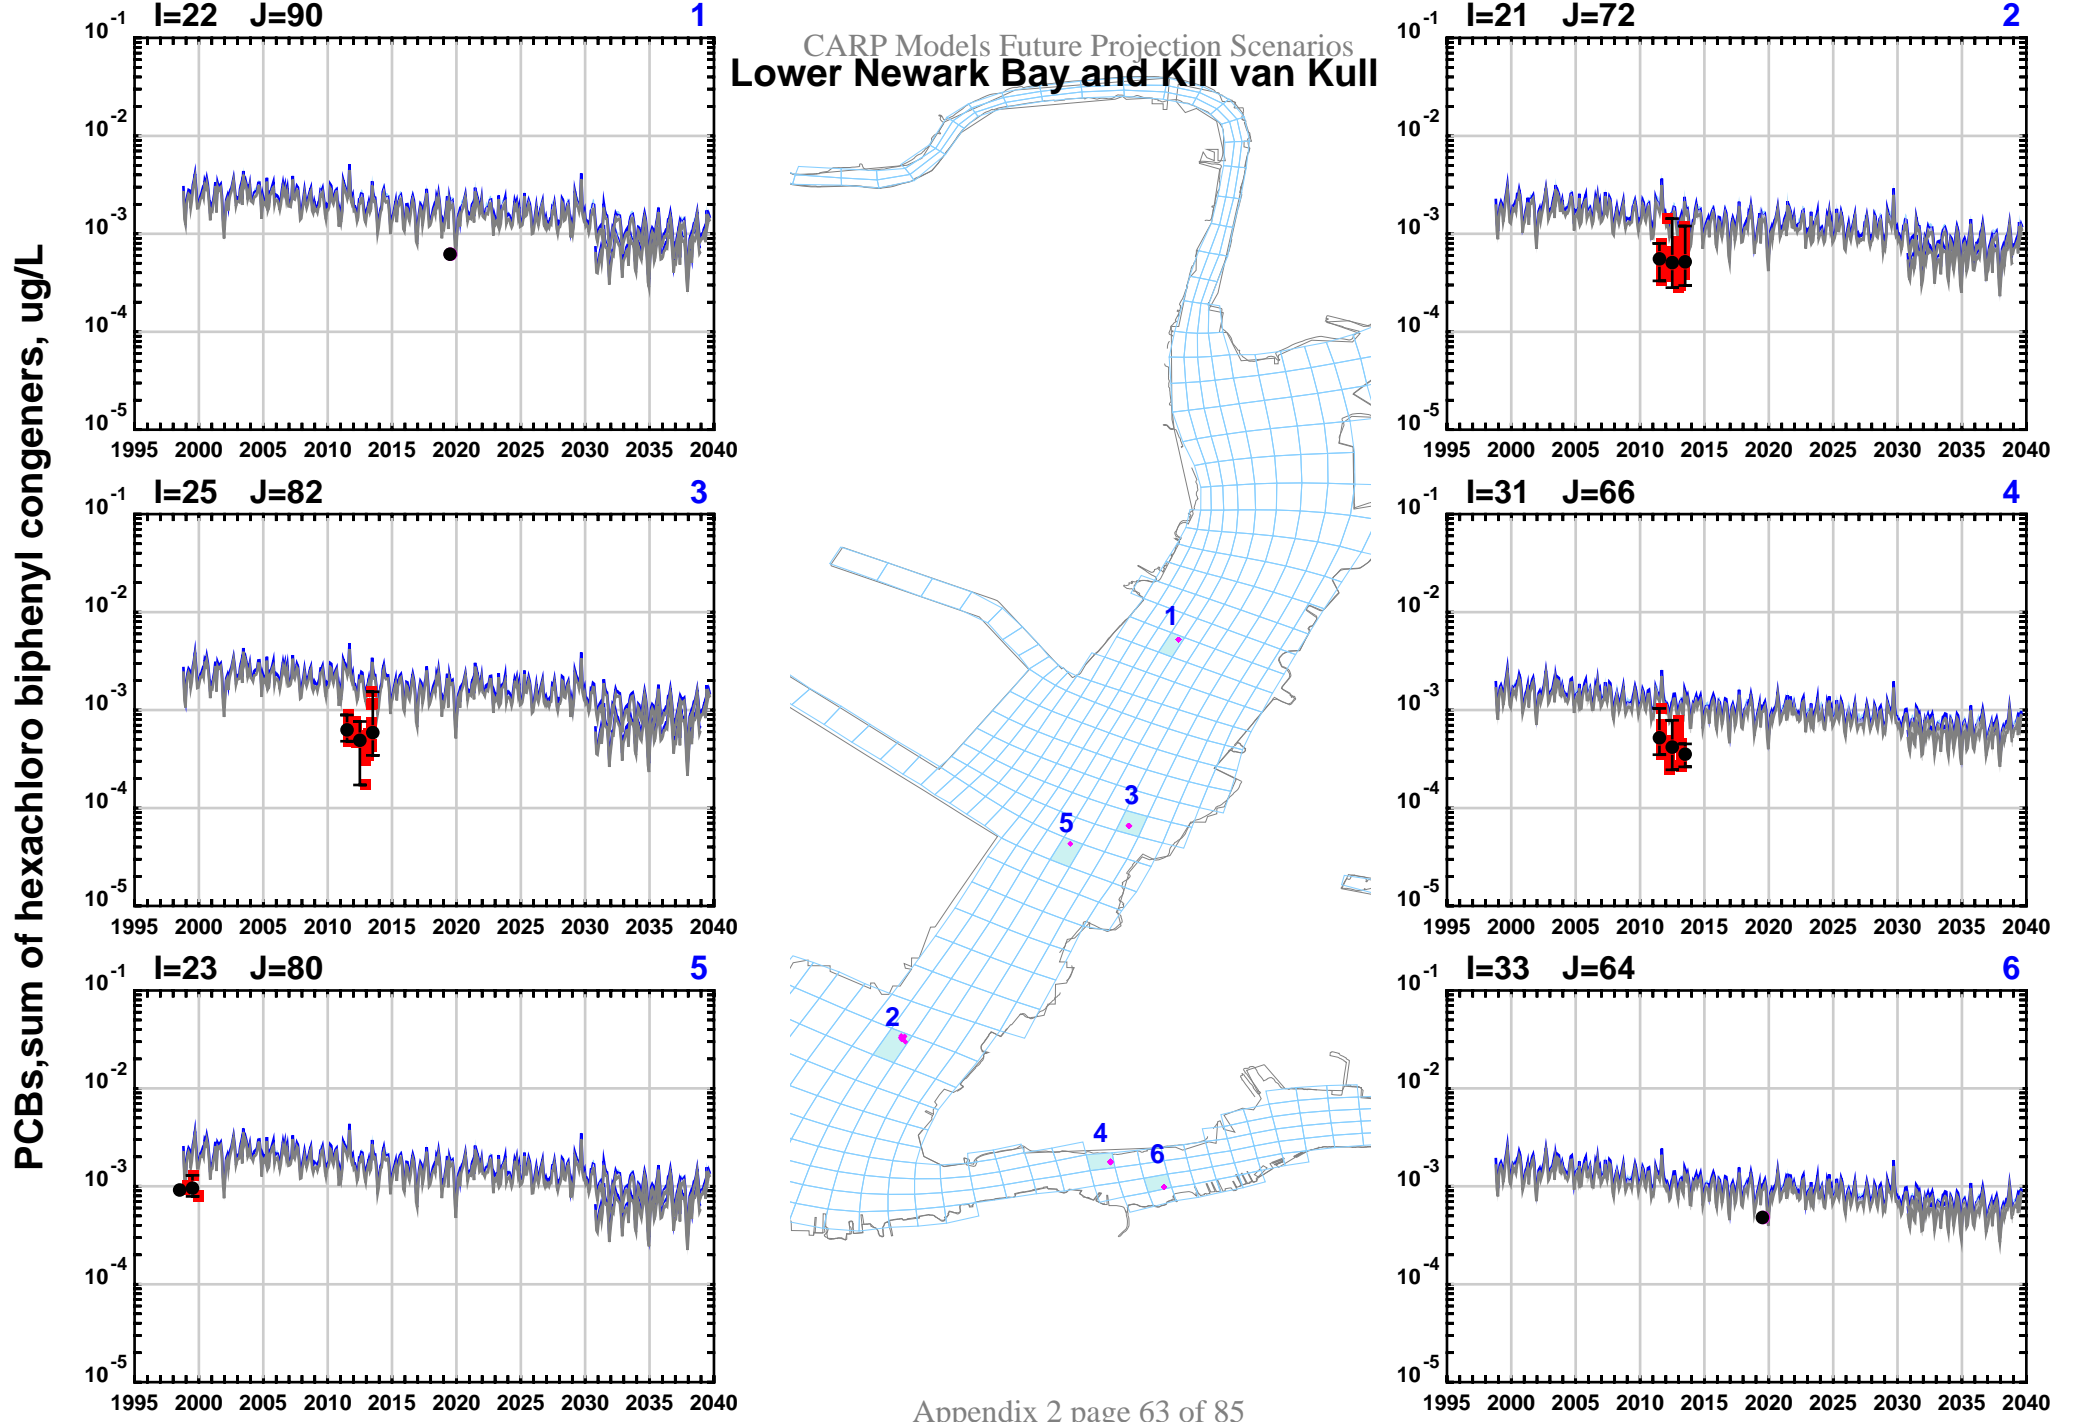 CARP Models Future Projection Scenarios
Lower Newark Bay and Kill van Kull
PCBs,sum of hexachloro biphenyl congeners, ug/L
I=22 J=90 1
10-1
10-2
10-3
10-4
10-5
1995 2000 2005 2010 2015 2020 2025 2030 2035 2040
I=21 J=72 2
10-1
10-2
10-3
10-4
10-5
1995 2000 2005 2010 2015 2020 2025 2030 2035 2040
I=25 J=82 3
10-1
10-2
10-3
10-4
10-5
1995 2000 2005 2010 2015 2020 2025 2030 2035 2040
I=31 J=66 4
10-1
10-2
10-3
10-4
10-5
1995 2000 2005 2010 2015 2020 2025 2030 2035 2040
I=23 J=80 5
10-1
10-2
10-3
10-4
10-5
1995 2000 2005 2010 2015 2020 2025 2030 2035 2040
I=33 J=64 6
10-1
10-2
10-3
10-4
10-5
1995 2000 2005 2010 2015 2020 2025 2030 2035 2040
1
3
5
2
4
6
Appendix 2 page 63 of 85